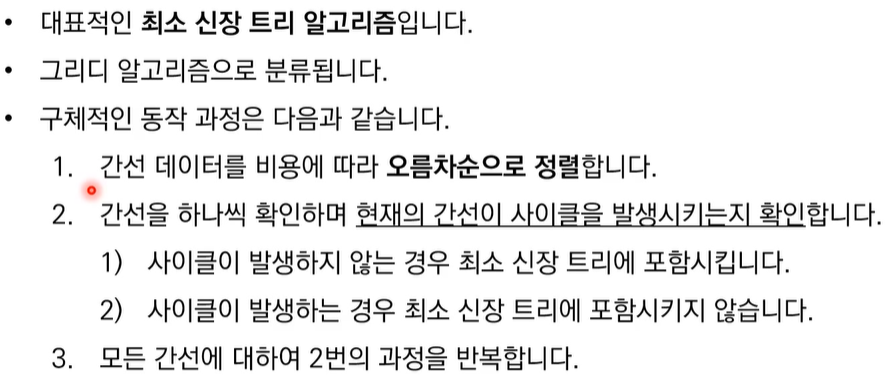 • 대표적인 최소 신장 트리 알고리즘입니다.
• 그리디 알고리즘으로 분류됩니다.
• 구체적인 동작 과정은 다음과 같습니다.
1. 간선 데이터를 비용에 따라 오름차순으로 정렬합니다.
2. 간선을 하나씩 확인하며 현재의 간선이 사이클을 발생시키는지 확인합니다.
1) 사이클이 발생하지 않는 경우 최소 신장 트리에 포함시킵니다.
2) 사이클이 발생하는 경우 최소 신장 트리에 포함시키지 않습니다.
3. 모든 간선에 대하여 2번의 과정을 반복합니다.